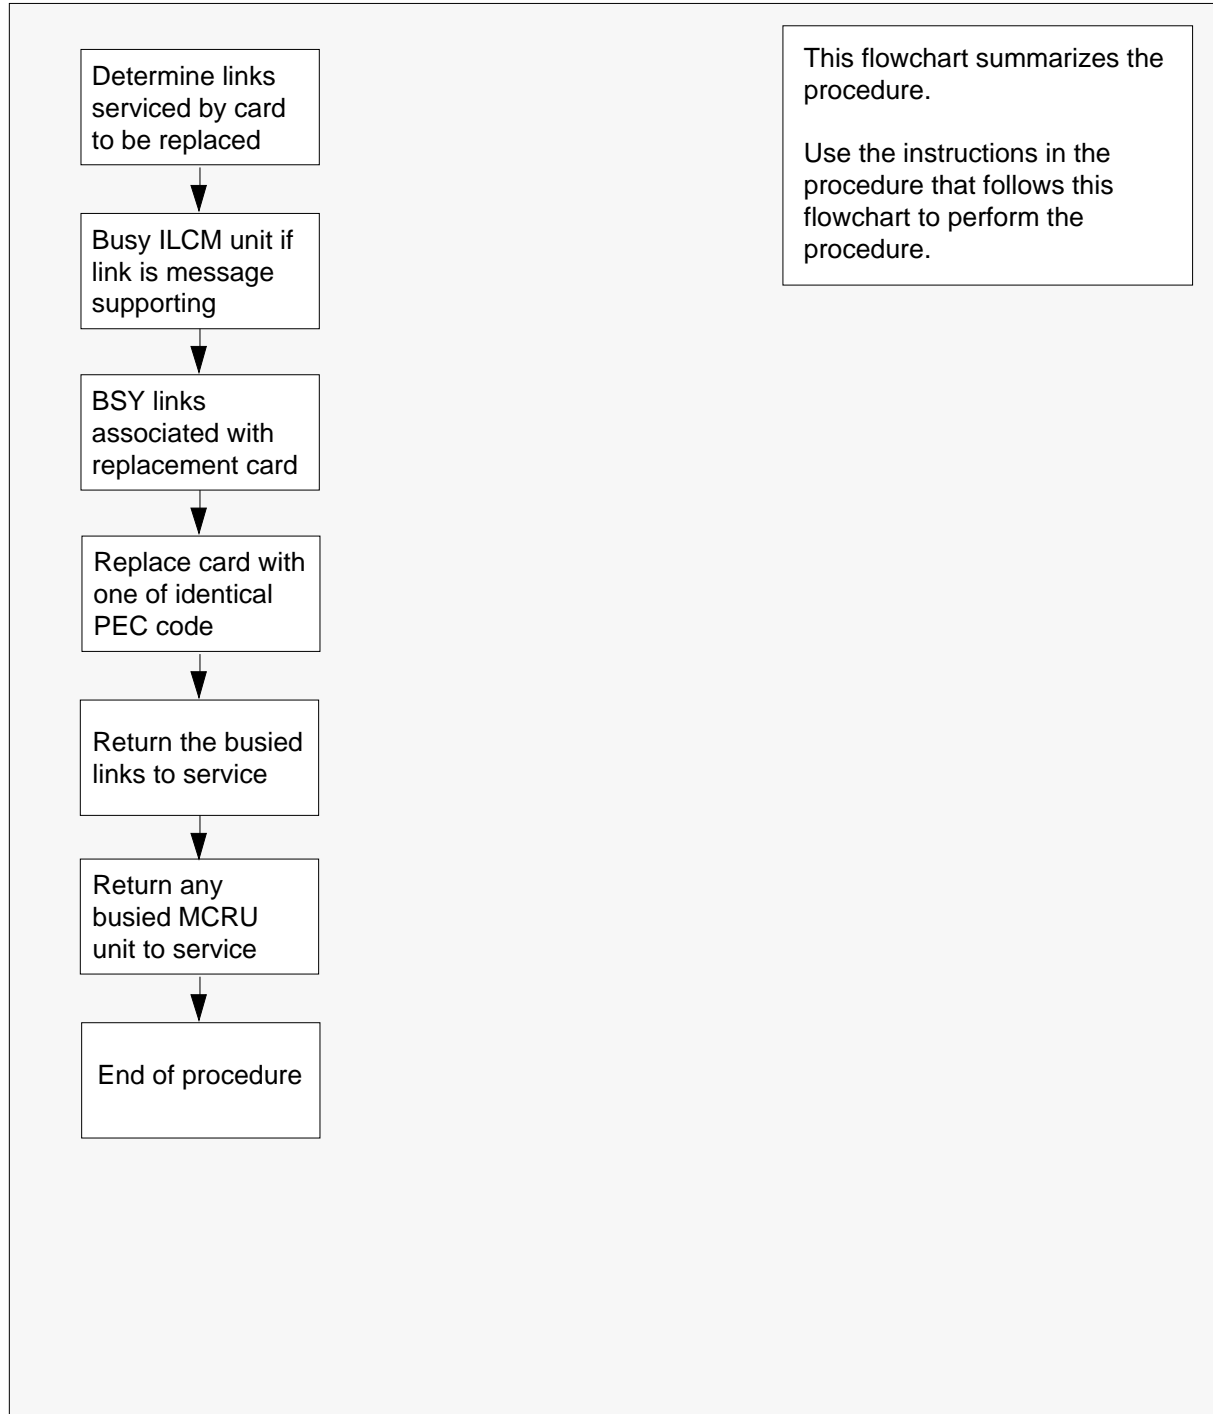 Determine links
serviced by card
to be replaced
Busy ILCM unit if
link is message
supporting
BSY links
associated with
replacement card
Replace card with
one of identical
PEC code
Return the busied
links to service
Return any
busied MCRU
unit to service
End of procedure
This flowchart summarizes the
procedure.
Use the instructions in the
procedure that follows this
flowchart to perform the
procedure.